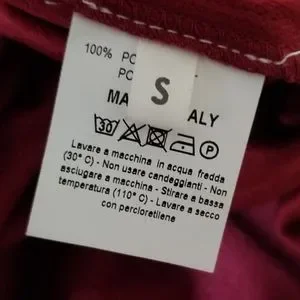 100% PO
PO
S
MA ALY
30 P
Lavare a macchina in acqua fredda
(30° C) - Non usare candeggianti - Non
asciugare a macchina - Stirare a bassa
temperatura (110° C) - Lavare a secco
con percloretilene